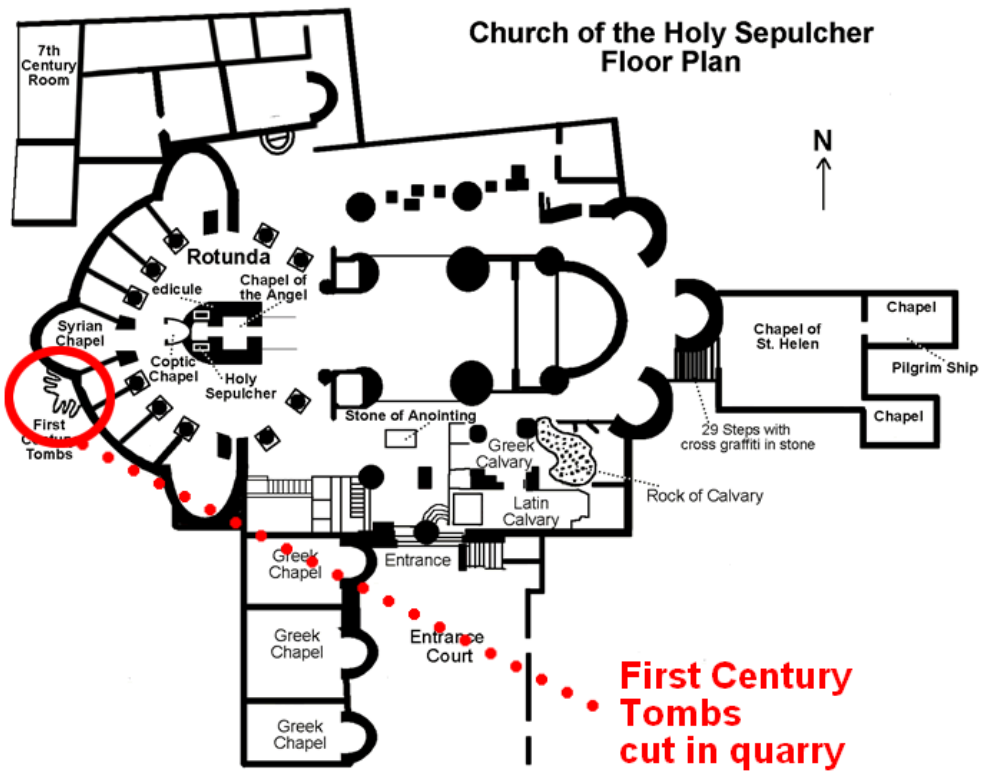 Church of the Holy Sepulcher
Floor Plan
7th
Century
Room
N
Rotunda
edicule
Chapel of
the Angel
Syrian
Chapel
Coptic
Chapel
Holy
Sepulcher
First
Century
Tombs
Stone of Anointing
Greek
Calvary
Latin
Calvary
Rock of Calvary
29 Steps with
cross graffiti in stone
Chapel of
St. Helen
Chapel
Pilgrim Ship
Chapel
Entrance
Entrance
Court
Greek
Chapel
Greek
Chapel
Greek
Chapel
First Century
Tombs
cut in quarry